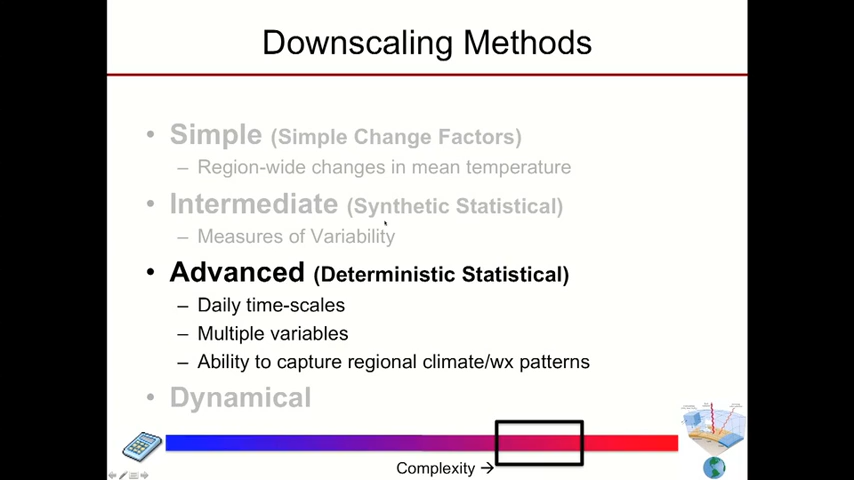 Downscaling Methods
• Simple (Simple Change Factors)
– Region-wide changes in mean temperature
• Intermediate (Synthetic Statistical)
– Measures of Variability
• Advanced (Deterministic Statistical)
– Daily time-scales
– Multiple variables
– Ability to capture regional climate/wx patterns
• Dynamical
Complexity →